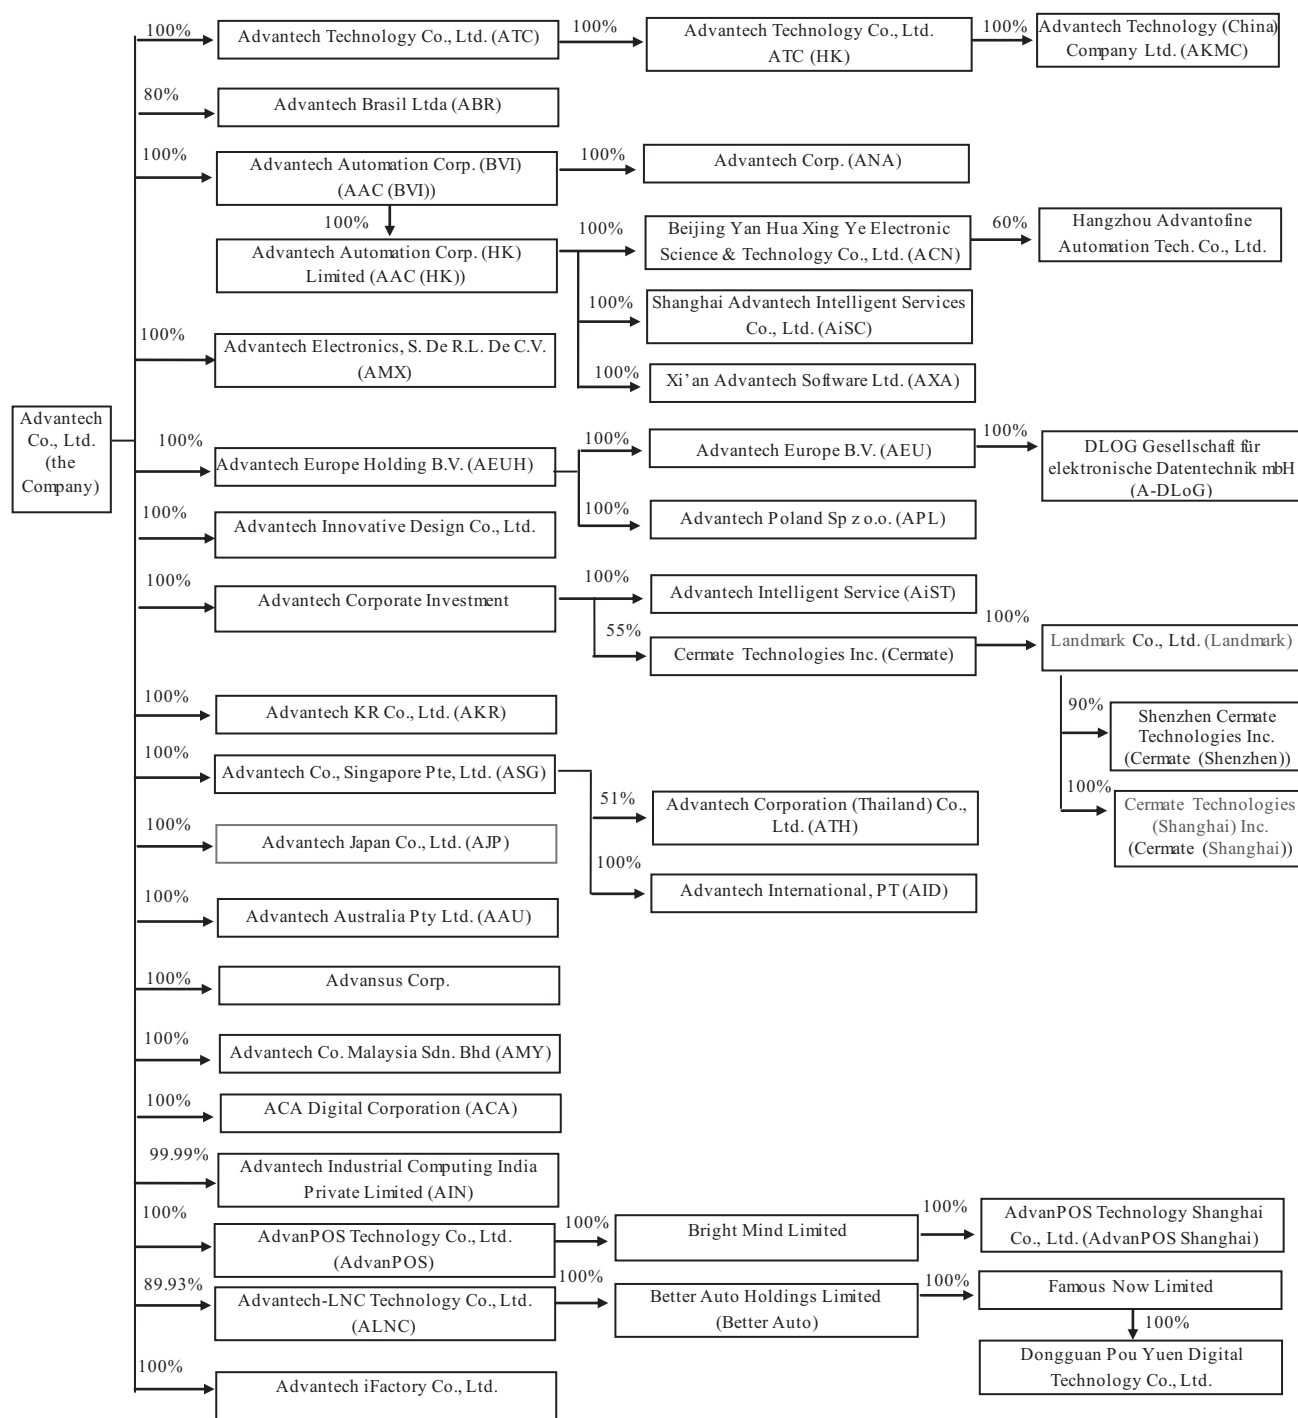 100%
Advantech Technology Co., Ltd. (ATC)
100%
Advantech Technology Co., Ltd.
ATC (HK)
100%
Advantech Technology (China)
Company Ltd. (AKMC)
80%
Advantech Brasil Ltda (ABR)
100%
Advantech Automation Corp. (BVI)
(AAC (BVI))
100%
Advantech Corp. (ANA)
100%
Advantech Automation Corp. (HK)
Limited (AAC (HK))
100%
Beijing Yan Hua Xing Ye Electronic
Science & Technology Co., Ltd. (ACN)
60%
Hangzhou Advantofine
Automation Tech. Co., Ltd.
100%
Shanghai Advantech Intelligent Services
Co., Ltd. (AiSC)
100%
Advantech Electronics, S. De R.L. De C.V.
(AMX)
100%
Xi’an Advantech Software Ltd. (AXA)
Advantech
Co., Ltd.
(the
Company)
100%
Advantech Europe Holding B.V. (AEUH)
100%
Advantech Europe B.V. (AEU)
100%
DLOG Gesellschaft für
elektronische Datentechnik mbH
(A-DLoG)
100%
Advantech Innovative Design Co., Ltd.
100%
Advantech Poland Sp z o.o. (APL)
100%
Advantech Corporate Investment
100%
Advantech Intelligent Service (AiST)
55%
Cermate Technologies Inc. (Cermate)
100%
Landmark Co., Ltd. (Landmark)
100%
Advantech KR Co., Ltd. (AKR)
90%
Shenzhen Cermate
Technologies Inc.
(Cermate (Shenzhen))
100%
Advantech Co., Singapore Pte, Ltd. (ASG)
51%
Advantech Corporation (Thailand) Co.,
Ltd. (ATH)
100%
Cermate Technologies
(Shanghai) Inc.
(Cermate (Shanghai))
100%
Advantech Japan Co., Ltd. (AJP)
100%
Advantech International, PT (AID)
100%
Advantech Australia Pty Ltd. (AAU)
100%
Advansus Corp.
100%
Advantech Co. Malaysia Sdn. Bhd (AMY)
100%
ACA Digital Corporation (ACA)
99.99%
Advantech Industrial Computing India
Private Limited (AIN)
100%
AdvanPOS Technology Co., Ltd.
(AdvanPOS)
100%
Bright Mind Limited
100%
AdvanPOS Technology Shanghai
Co., Ltd. (AdvanPOS Shanghai)
89.93%
Advantech-LNC Technology Co., Ltd.
(ALNC)
100%
Better Auto Holdings Limited
(Better Auto)
100%
Famous Now Limited
100%
Dongguan Pou Yuen Digital
Technology Co., Ltd.
100%
Advantech iFactory Co., Ltd.